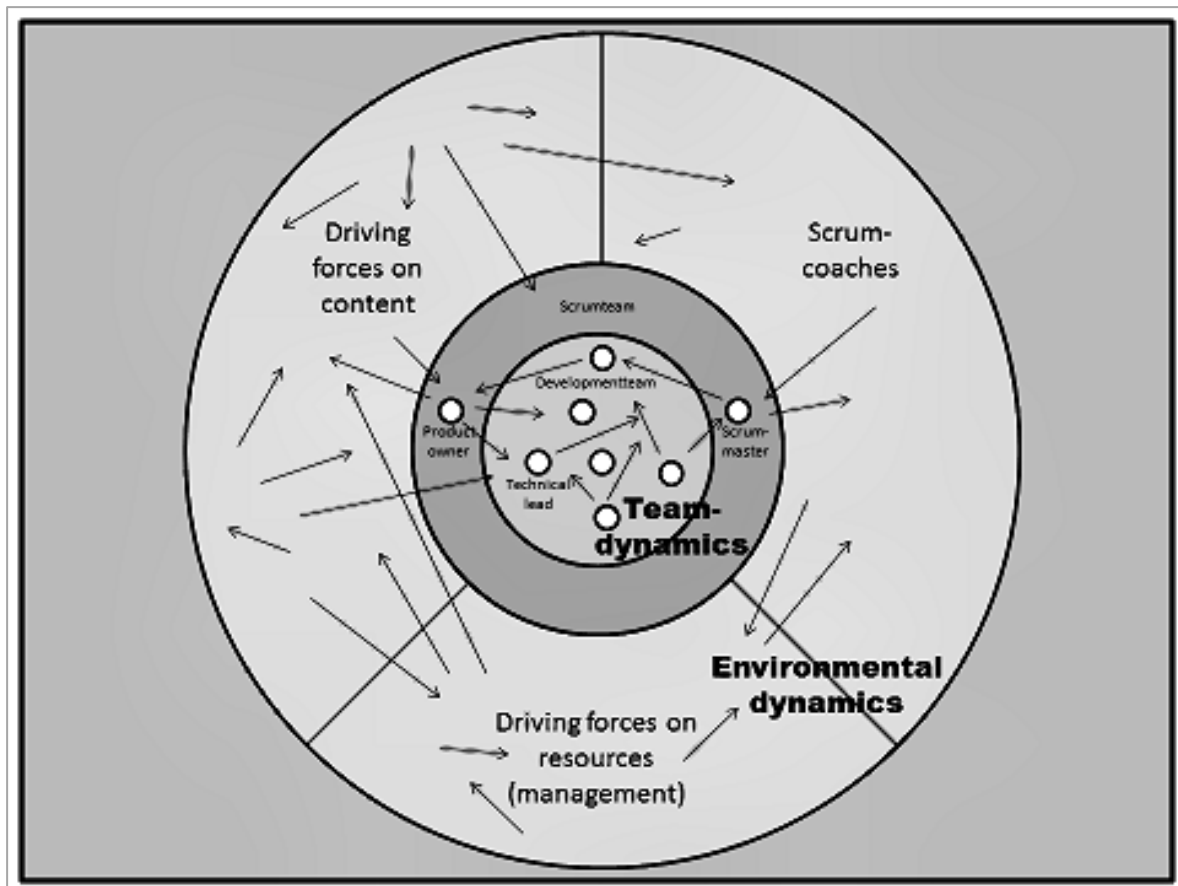 Driving
forces on
content
Scrum-
coaches
Scrumteam
Developmentteam
Product
owner
Scrum-
master
Technical
lead
Team-
dynamics
Environmental
dynamics
Driving forces on
resources
(management)